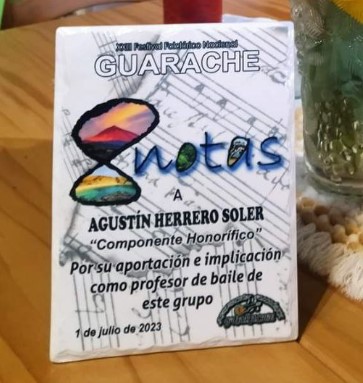 XXIII Festival Folclórico Nacional
GUARACHE
8notas
A
AGUSTÍN HERRERO SOLER
"Componente Honorífico"
Por su aportación e implicación
como profesor de baile de
este grupo
1 de julio de 2023